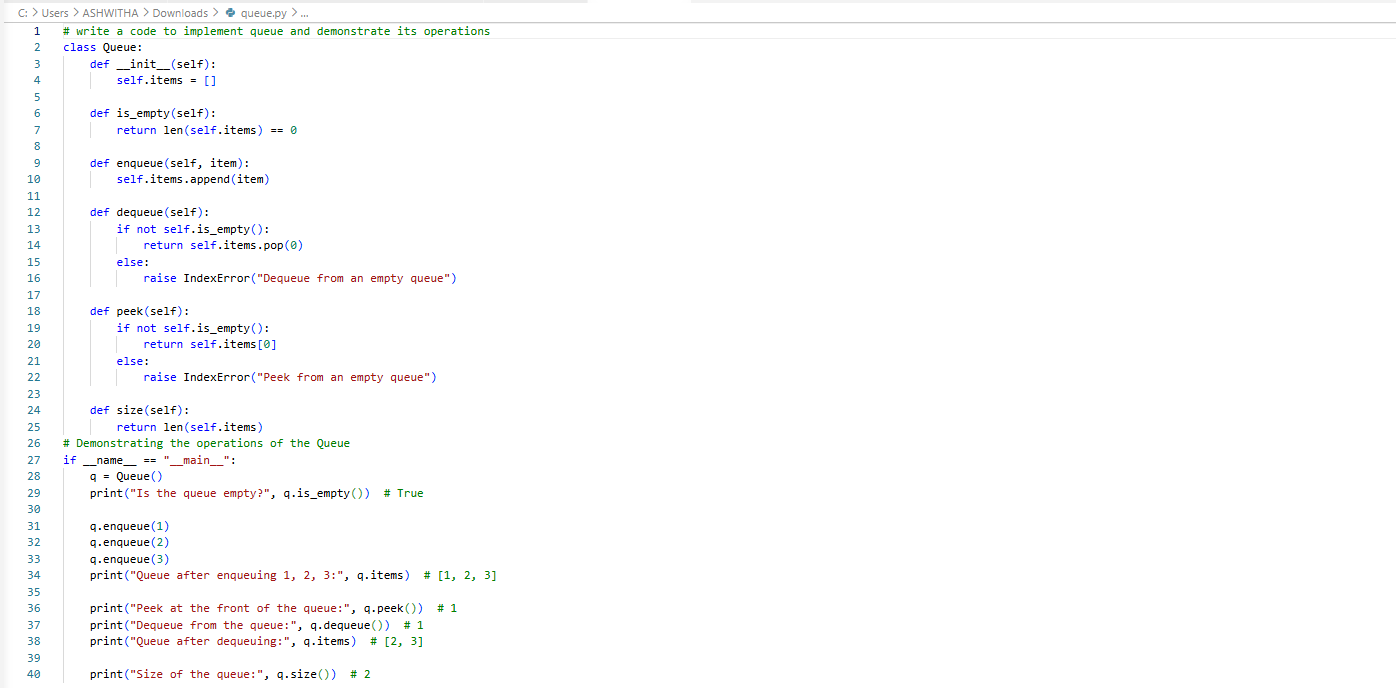 C: > Users > ASHWITHA > Downloads > queue.py > ...
1 # write a code to implement queue and demonstrate its operations
2 class Queue:
3     def __init__(self):
4         self.items = []
5
6     def is_empty(self):
7         return len(self.items) == 0
8
9     def enqueue(self, item):
10         self.items.append(item)
11
12     def dequeue(self):
13         if not self.is_empty():
14             return self.items.pop(0)
15         else:
16             raise IndexError("Dequeue from an empty queue")
17
18     def peek(self):
19         if not self.is_empty():
20             return self.items[0]
21         else:
22             raise IndexError("Peek from an empty queue")
23
24     def size(self):
25         return len(self.items)
26 # Demonstrating the operations of the Queue
27 if __name__ == "__main__":
28     q = Queue()
29     print("Is the queue empty?", q.is_empty())  # True
30
31     q.enqueue(1)
32     q.enqueue(2)
33     q.enqueue(3)
34     print("Queue after enqueuing 1, 2, 3:", q.items)  # [1, 2, 3]
35
36     print("Peek at the front of the queue:", q.peek())  # 1
37     print("Dequeue from the queue:", q.dequeue())  # 1
38     print("Queue after dequeuing:", q.items)  # [2, 3]
39
40     print("Size of the queue:", q.size())  # 2